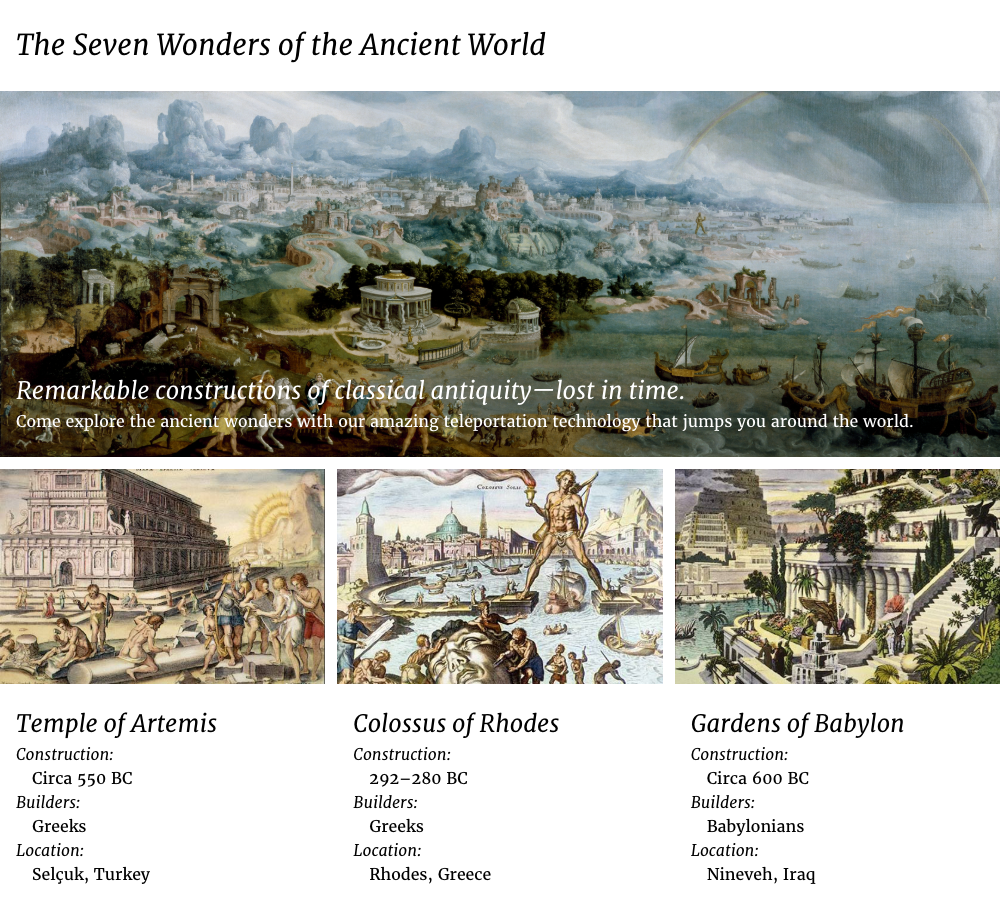 The Seven Wonders of the Ancient World
Remarkable constructions of classical antiquity—lost in time.
Come explore the ancient wonders with our amazing teleportation technology that jumps you around the world.
Colossus Solis.
Temple of Artemis
Construction:
Circa 550 BC
Builders:
Greeks
Location:
Selçuk, Turkey
Colossus of Rhodes
Construction:
292–280 BC
Builders:
Greeks
Location:
Rhodes, Greece
Gardens of Babylon
Construction:
Circa 600 BC
Builders:
Babylonians
Location:
Nineveh, Iraq